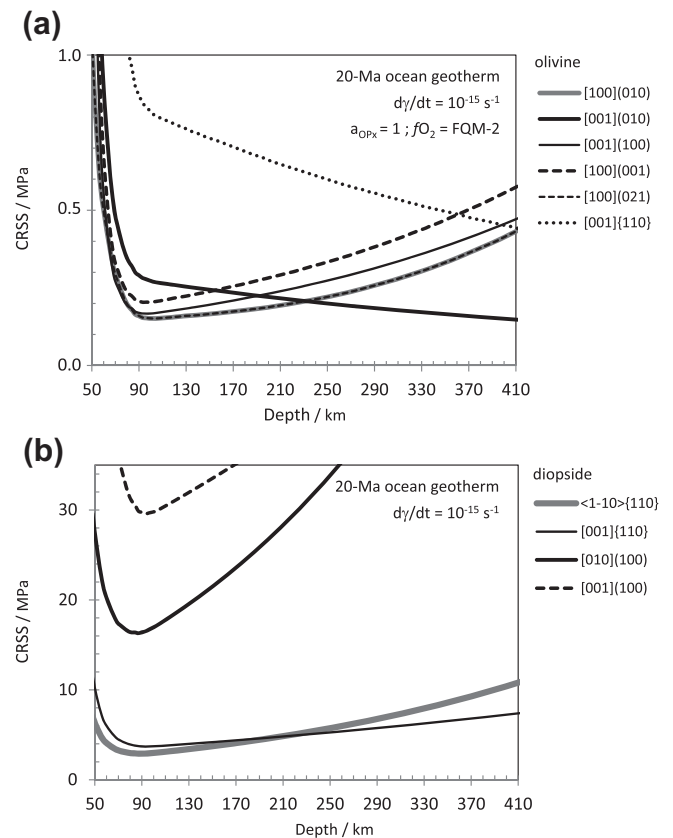 (a)
1.0
0.5
0.0
CRSS / MPa
20-Ma ocean geotherm
dγ/dt = 10⁻¹⁵ s⁻¹
aOPx = 1 ; fO₂ = FQM-2
50 90 130 170 210 250 290 330 370 410
Depth / km
olivine
[100](010)
[001](010)
[001](100)
[100](001)
[100](021)
[001]{110}
(b)
30
20
10
0
CRSS / MPa
20-Ma ocean geotherm
dγ/dt = 10⁻¹⁵ s⁻¹
50 90 130 170 210 250 290 330 370 410
Depth / km
diopside
<1-10>{110}
[001]{110}
[010](100)
[001](100)